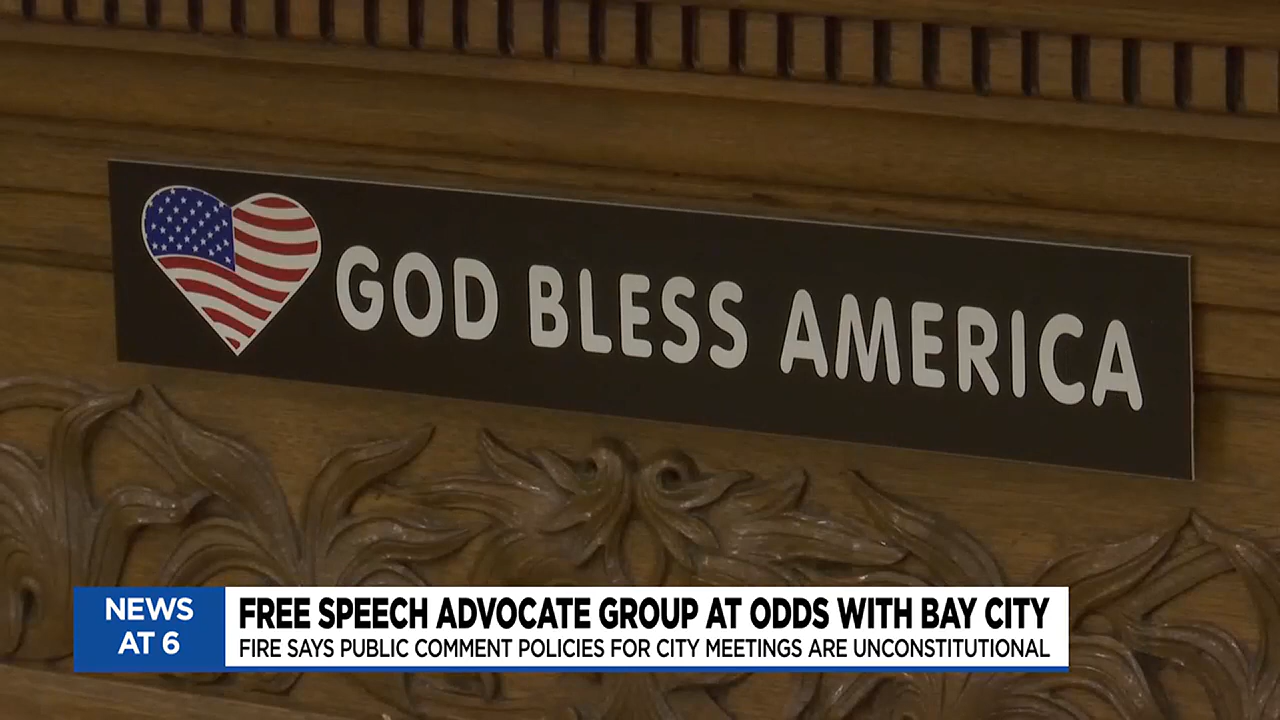 GOD BLESS AMERICA
NEWS
AT 6
FREE SPEECH ADVOCATE GROUP AT ODDS WITH BAY CITY
FIRE SAYS PUBLIC COMMENT POLICIES FOR CITY MEETINGS ARE UNCONSTITUTIONAL